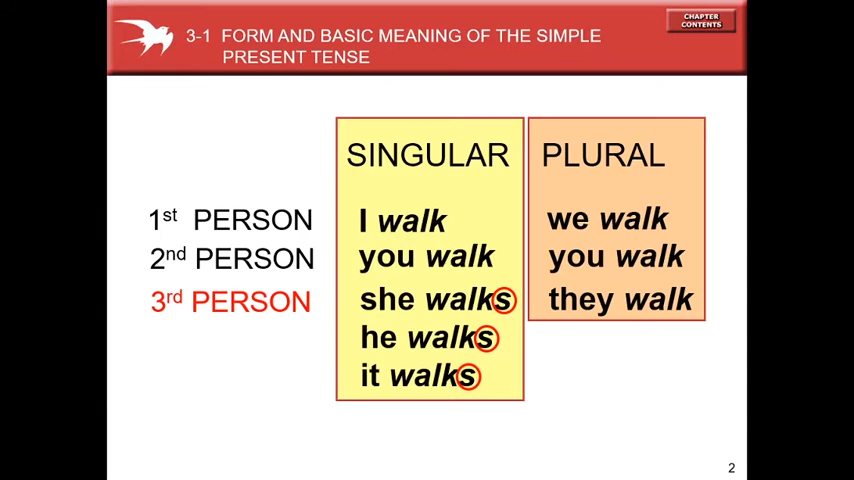 3-1 FORM AND BASIC MEANING OF THE SIMPLE
PRESENT TENSE
CHAPTER
CONTENTS
SINGULAR PLURAL
1st PERSON I walk we walk
2nd PERSON you walk you walk
3rd PERSON she walks they walk
he walks
it walks
2